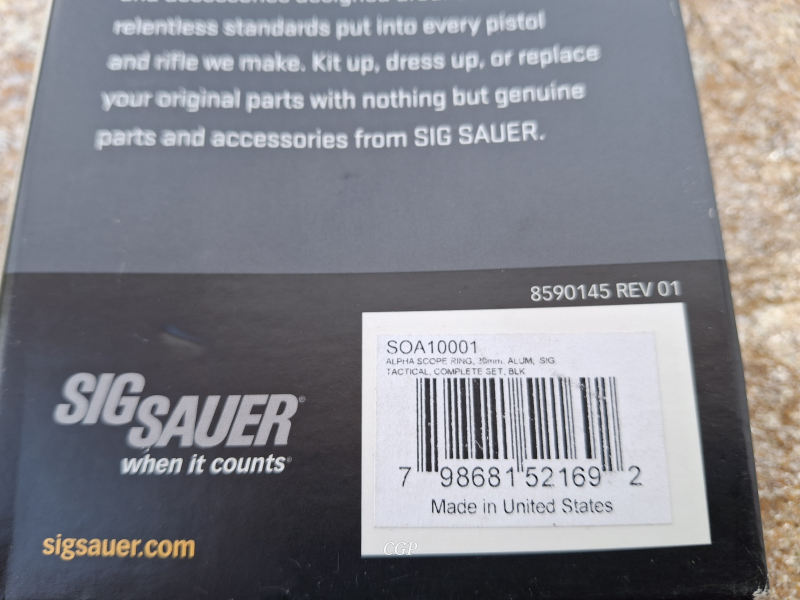 relentless standards put into every pistol
and rifle we make. Kit up, dress up, or replace
your original parts with nothing but genuine
parts and accessories from SIG SAUER.
8590145 REV 01
SOA10001
ALPHA SCOPE RING, 30mm, ALUM, SIG
TACTICAL, COMPLETE SET, BLK
7 98681 52169 2
Made in United States
SIG SAUER®
when it counts®
sigsauer.com
CGP